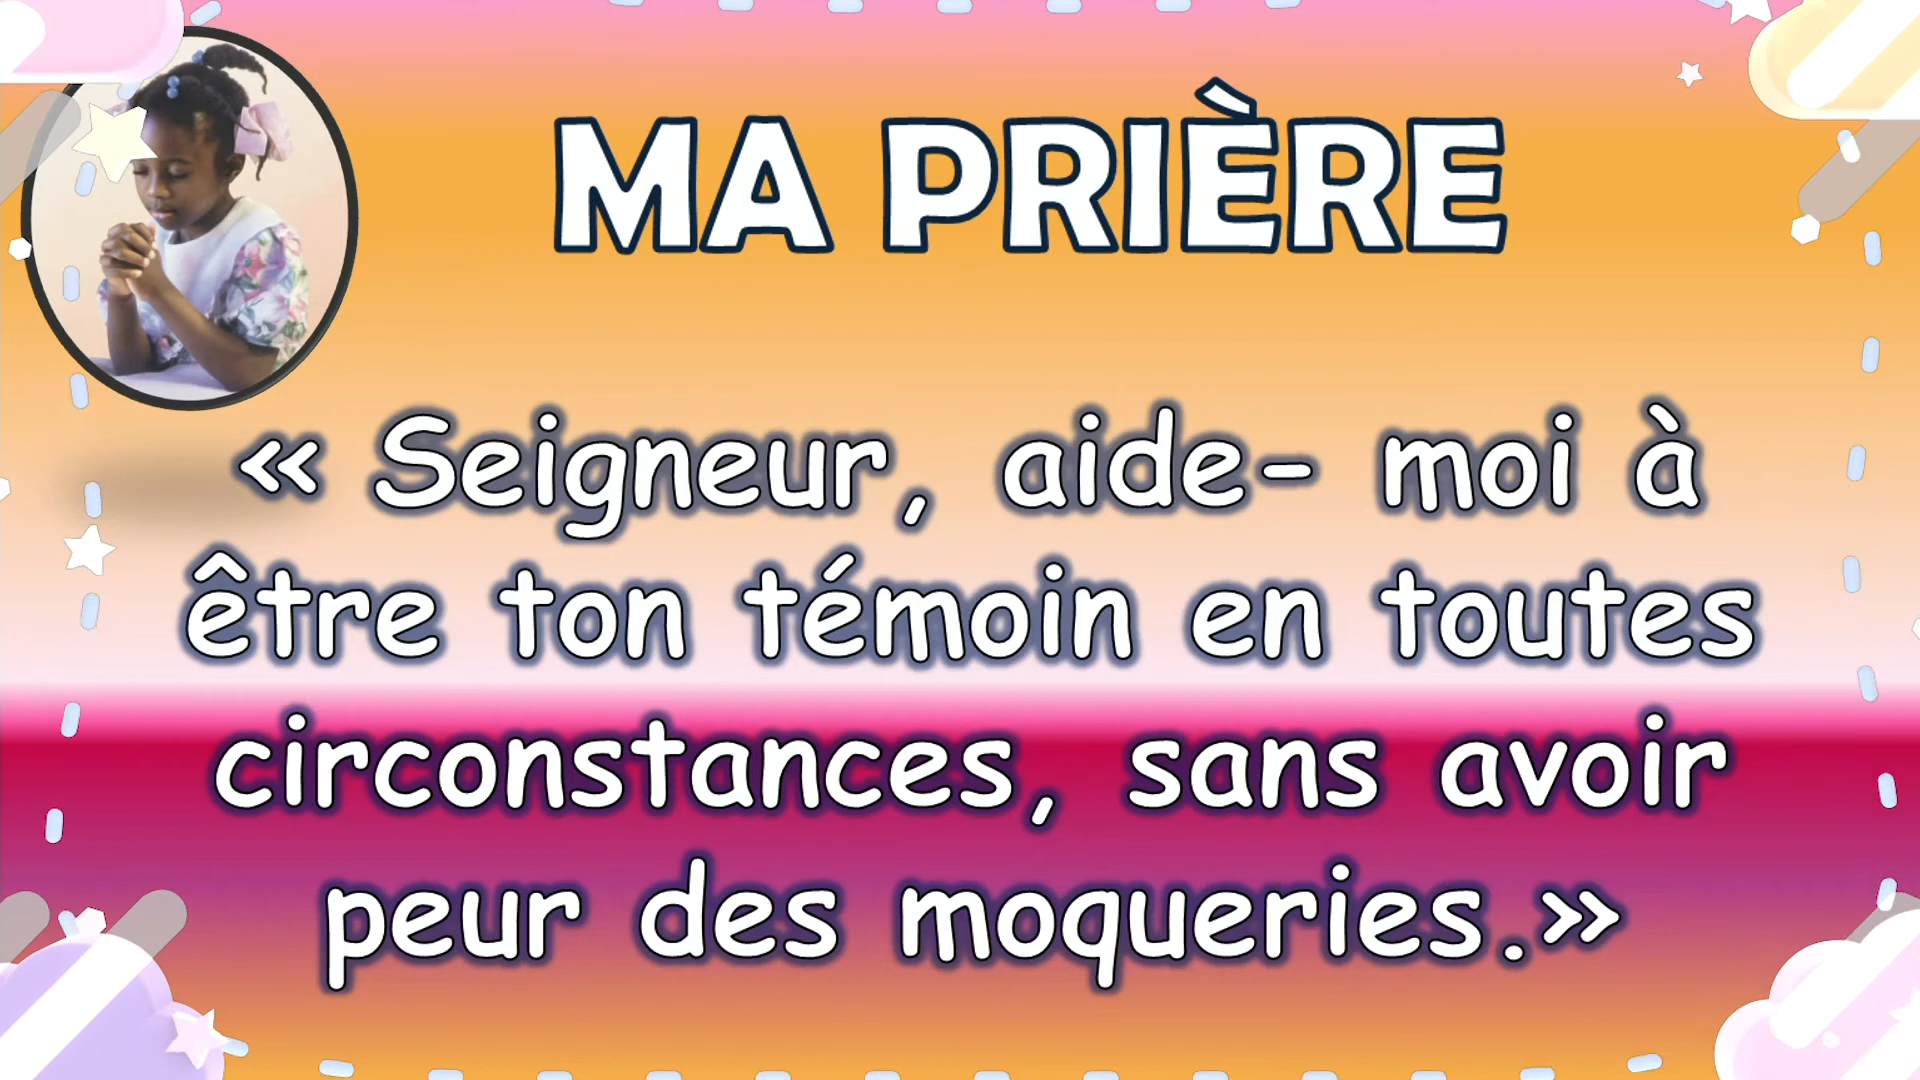 MA PRIÈRE
« Seigneur, aide- moi à
être ton témoin en toutes
circonstances, sans avoir
peur des moqueries.»